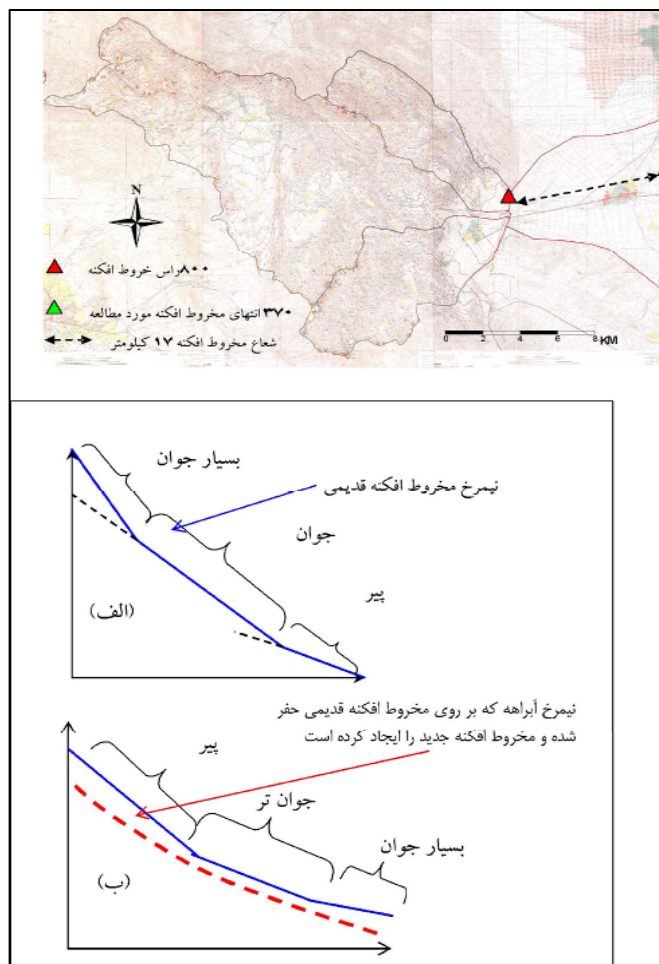 N
۸۰۰راس خروط افکنه
۳۷۰ انتهای مخروط افکنه مورد مطالعه
شعاع مخروط افکنه ۱۷ کیلومتر
0 2 4 6 8
KM
بسیار جوان
نیمرخ مخروط افکنه قدیمی
جوان
پیر
(الف)
نیمرخ آبراهه که بر روی مخروط افکنه قدیمی حفر
شده و مخروط افکنه جدید را ایجاد کرده است
پیر
جوان تر
بسیار جوان
(ب)